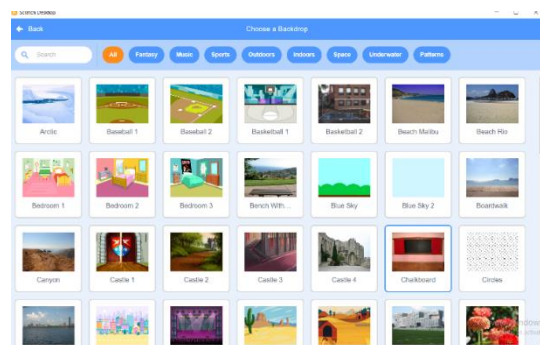 Scratch Desktop
Back
Choose a Backdrop
Search
All Fantasy Music Sports Outdoors Indoors Space Underwater Patterns
Arctic Baseball 1 Baseball 2 Basketball 1 Basketball 2 Beach Malibu Beach Rio
Bedroom 1 Bedroom 2 Bedroom 3 Bench With... Blue Sky Blue Sky 2 Boardwalk
Canyon Castle 1 Castle 2 Castle 3 Castle 4 Chalkboard Circles